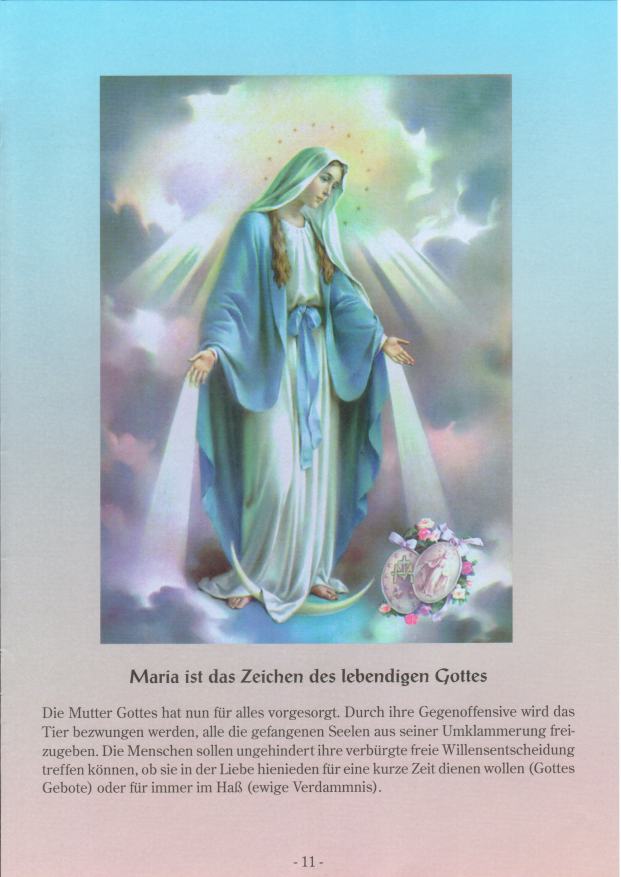 Maria ist das Zeichen des lebendigen Gottes
Die Mutter Gottes hat nun für alles vorgesorgt. Durch ihre Gegenoffensive wird das
Tier bezwungen werden, alle die gefangenen Seelen aus seiner Umklammerung frei-
zugeben. Die Menschen sollen ungehindert ihre verbürgte freie Willensentscheidung
treffen können, ob sie in der Liebe hienieden für eine kurze Zeit dienen wollen (Gottes
Gebote) oder für immer im Haß (ewige Verdammnis).
- 11 -